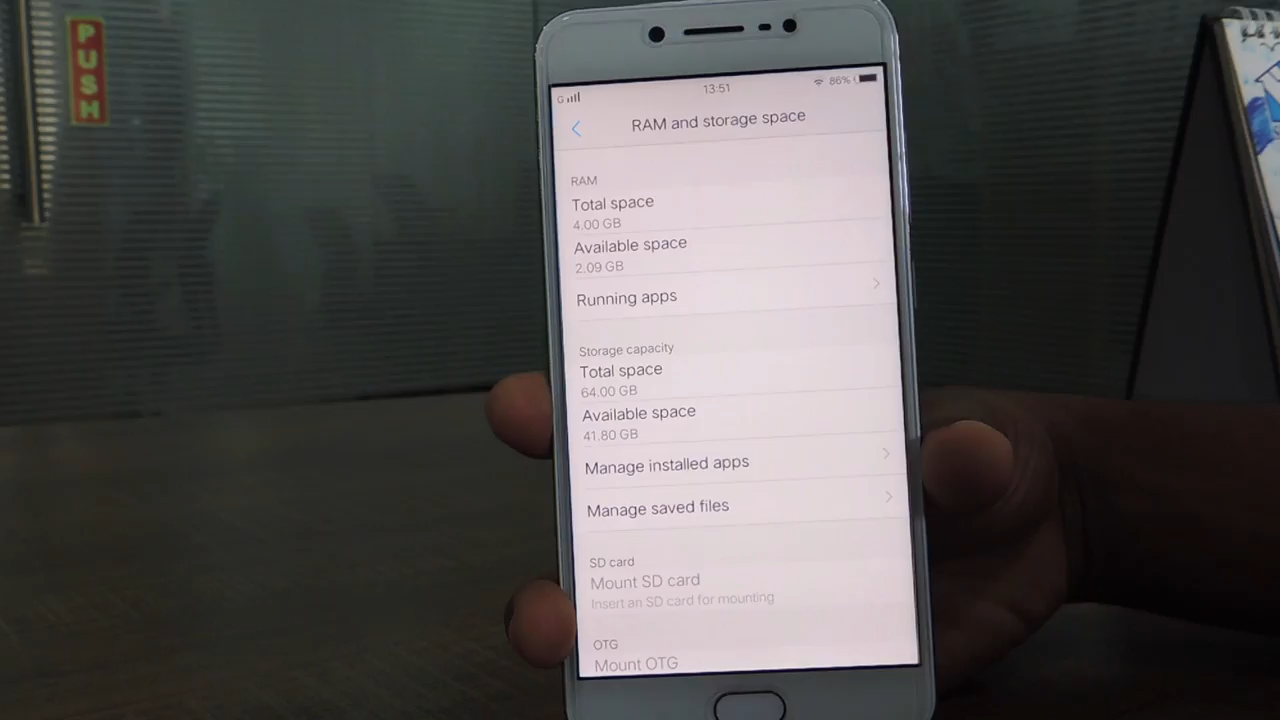 PUSH
G
13:51
86%
RAM and storage space
RAM
Total space
4.00 GB
Available space
2.09 GB
Running apps
Storage capacity
Total space
64.00 GB
Available space
41.80 GB
Manage installed apps
Manage saved files
SD card
Mount SD card
Insert an SD card for mounting
OTG
Mount OTG